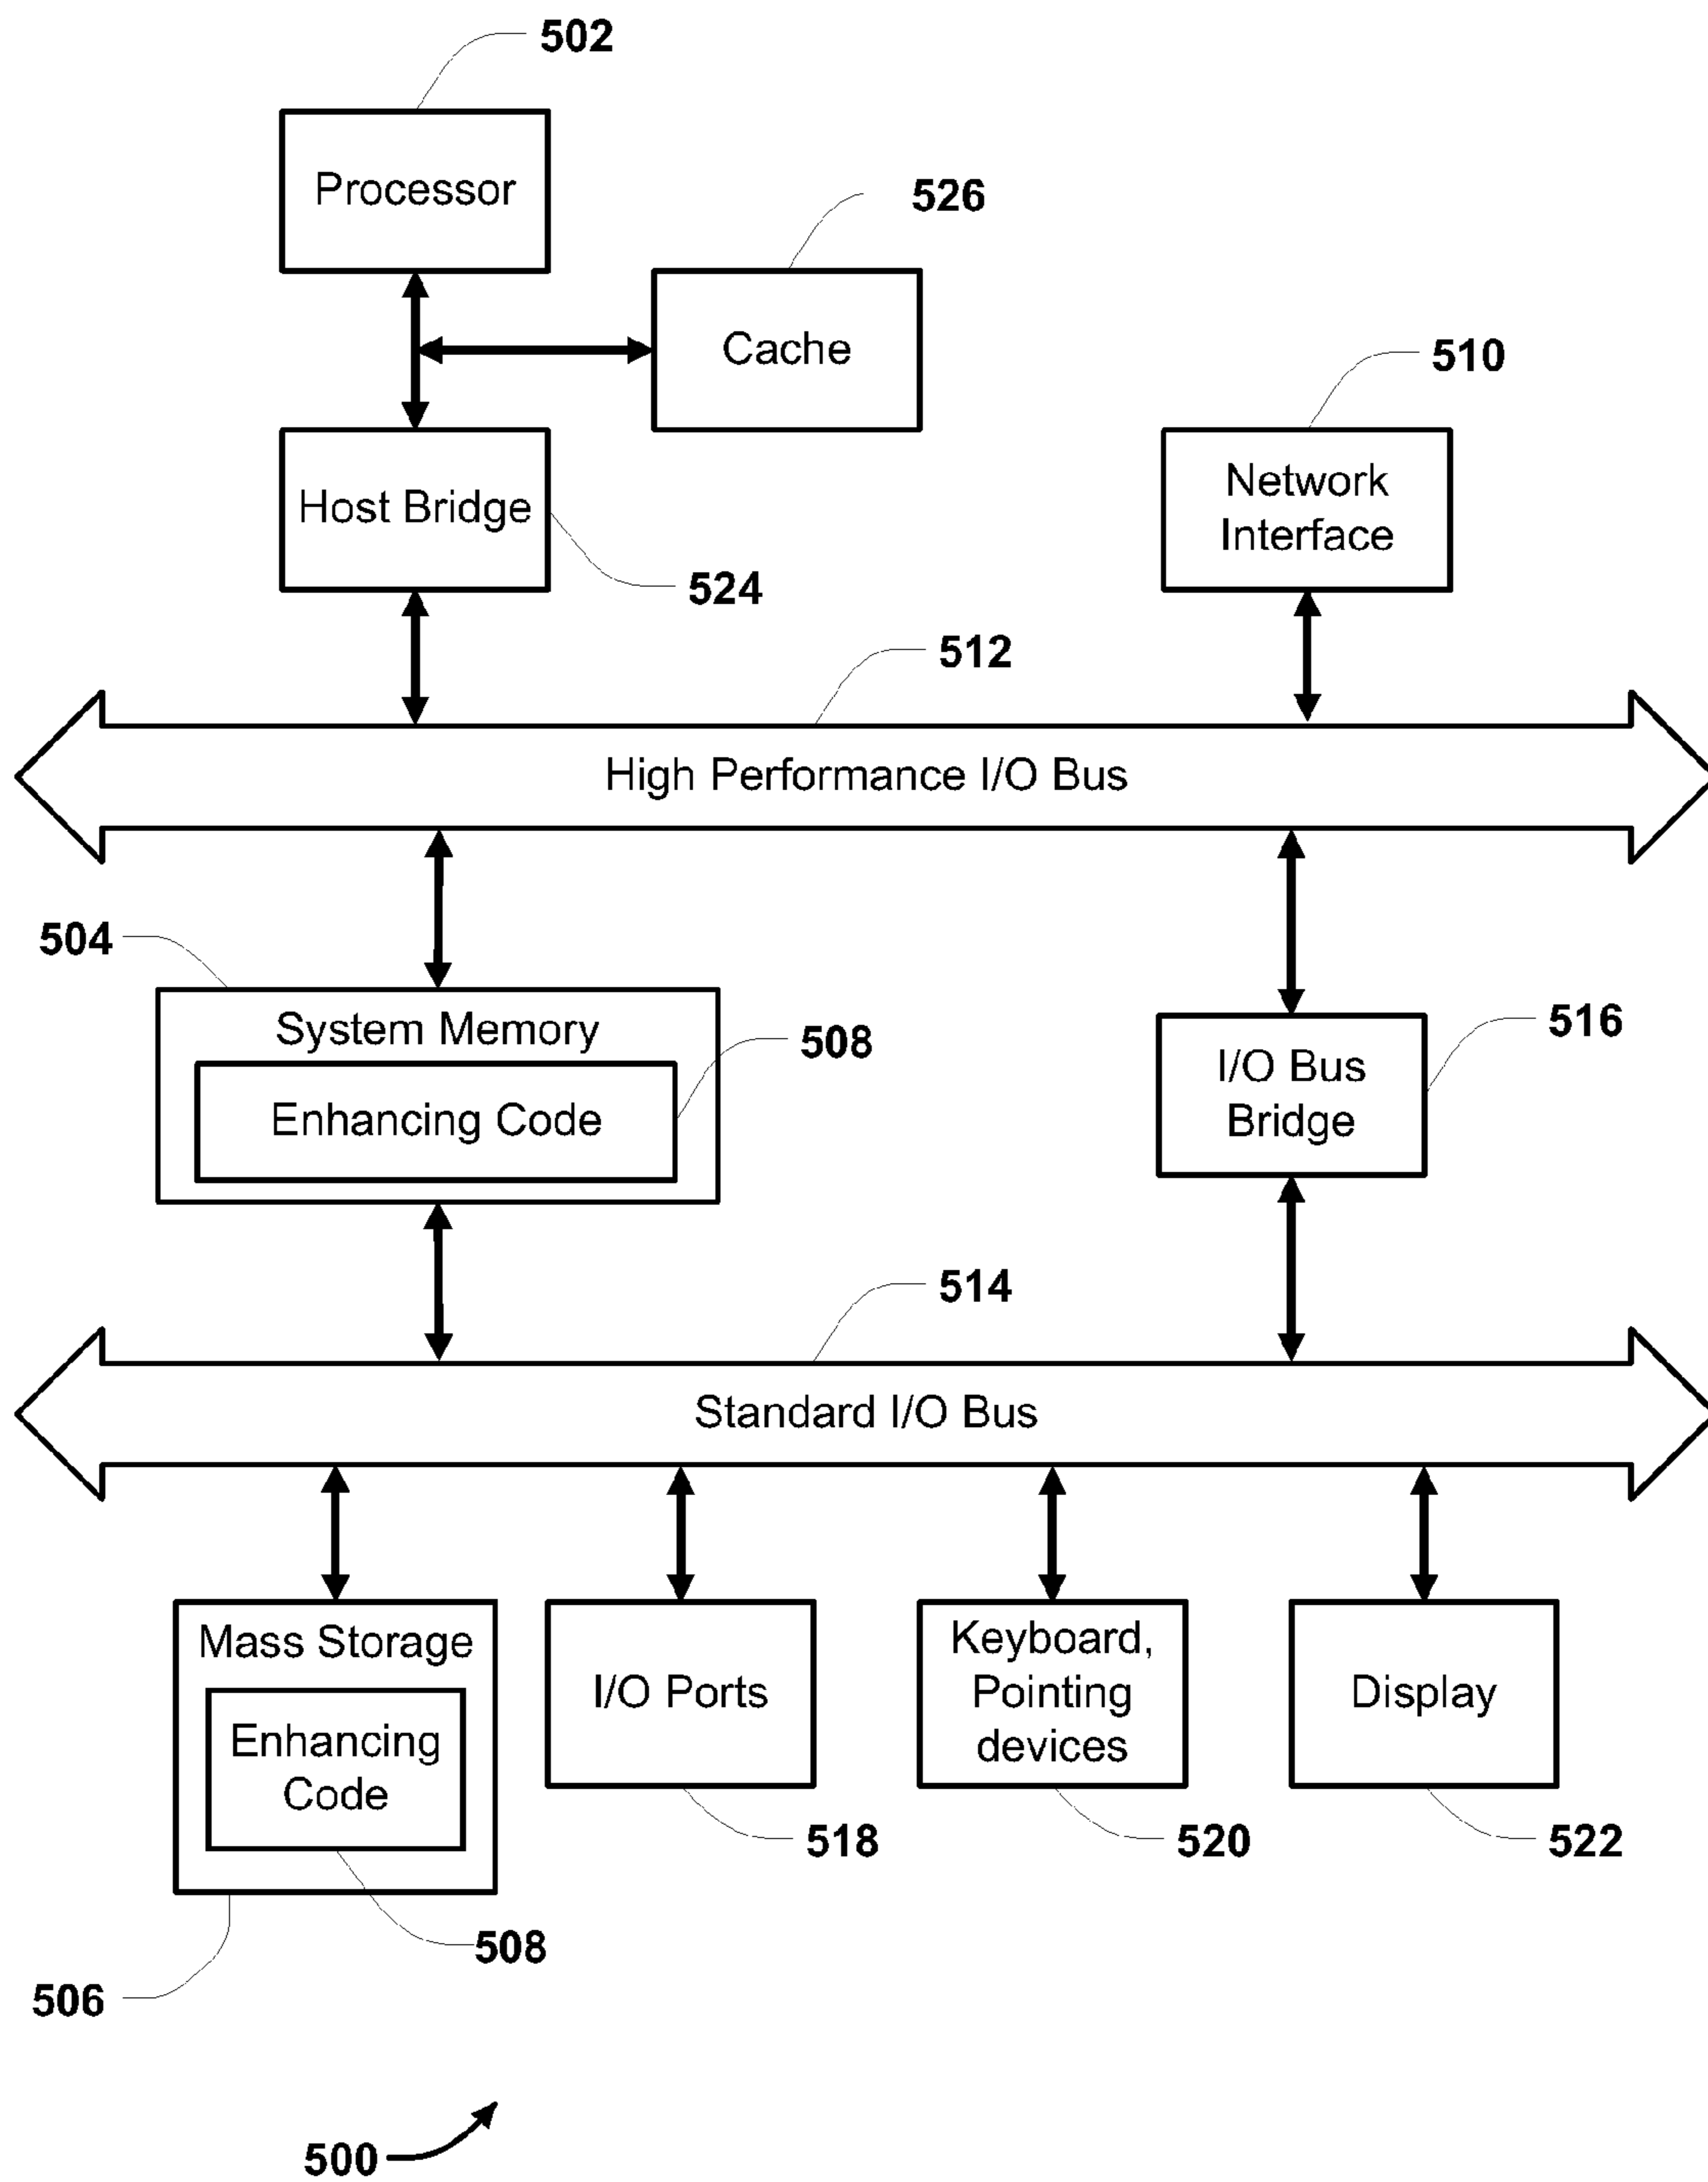 502
Processor
526
Cache
510
Network
Interface
Host Bridge
524
512
High Performance I/O Bus
504
System Memory
508
Enhancing Code
516
I/O Bus
Bridge
514
Standard I/O Bus
Mass Storage
Enhancing
Code
I/O Ports
Keyboard,
Pointing
devices
Display
518
520
522
508
506
500